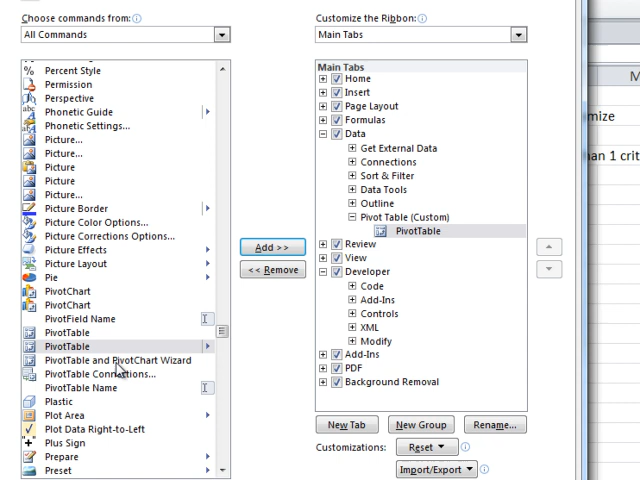 Choose commands from:
All Commands
Percent Style
Permission
Perspective
Phonetic Guide
Phonetic Settings...
Picture...
Picture...
Picture
Picture
Picture...
Picture Border
Picture Color Options...
Picture Corrections Options...
Picture Effects
Picture Layout
Pie
PivotChart
PivotChart
PivotField Name
PivotTable
PivotTable
PivotTable and PivotChart Wizard
PivotTable Connections...
PivotTable Name
Plastic
Plot Area
Plot Data Right-to-Left
Plus Sign
Prepare
Preset
Add >>
<< Remove
Customize the Ribbon:
Main Tabs
Main Tabs
Home
Insert
Page Layout
Formulas
Data
Get External Data
Connections
Sort & Filter
Data Tools
Outline
Pivot Table (Custom)
PivotTable
Review
View
Developer
Code
Add-Ins
Controls
XML
Modify
Add-Ins
PDF
Background Removal
New Tab
New Group
Rename...
Customizations:
Reset
Import/Export
M
mize
han 1 crit